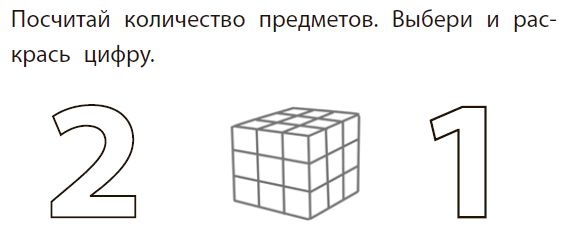 Посчитай количество предметов. Выбери и рас-
крась цифру.
2 1